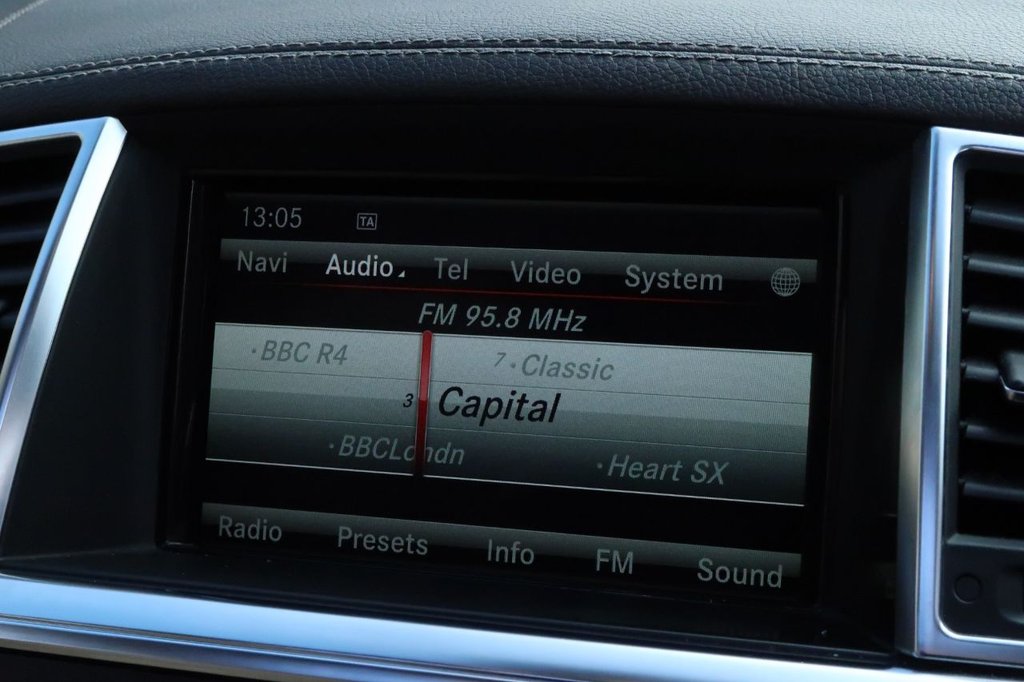 13:05 TA
Navi Audio Tel Video System
FM 95.8 MHz
·BBC R4 7 ·Classic
3 Capital
·BBCLondn ·Heart SX
Radio Presets Info FM Sound